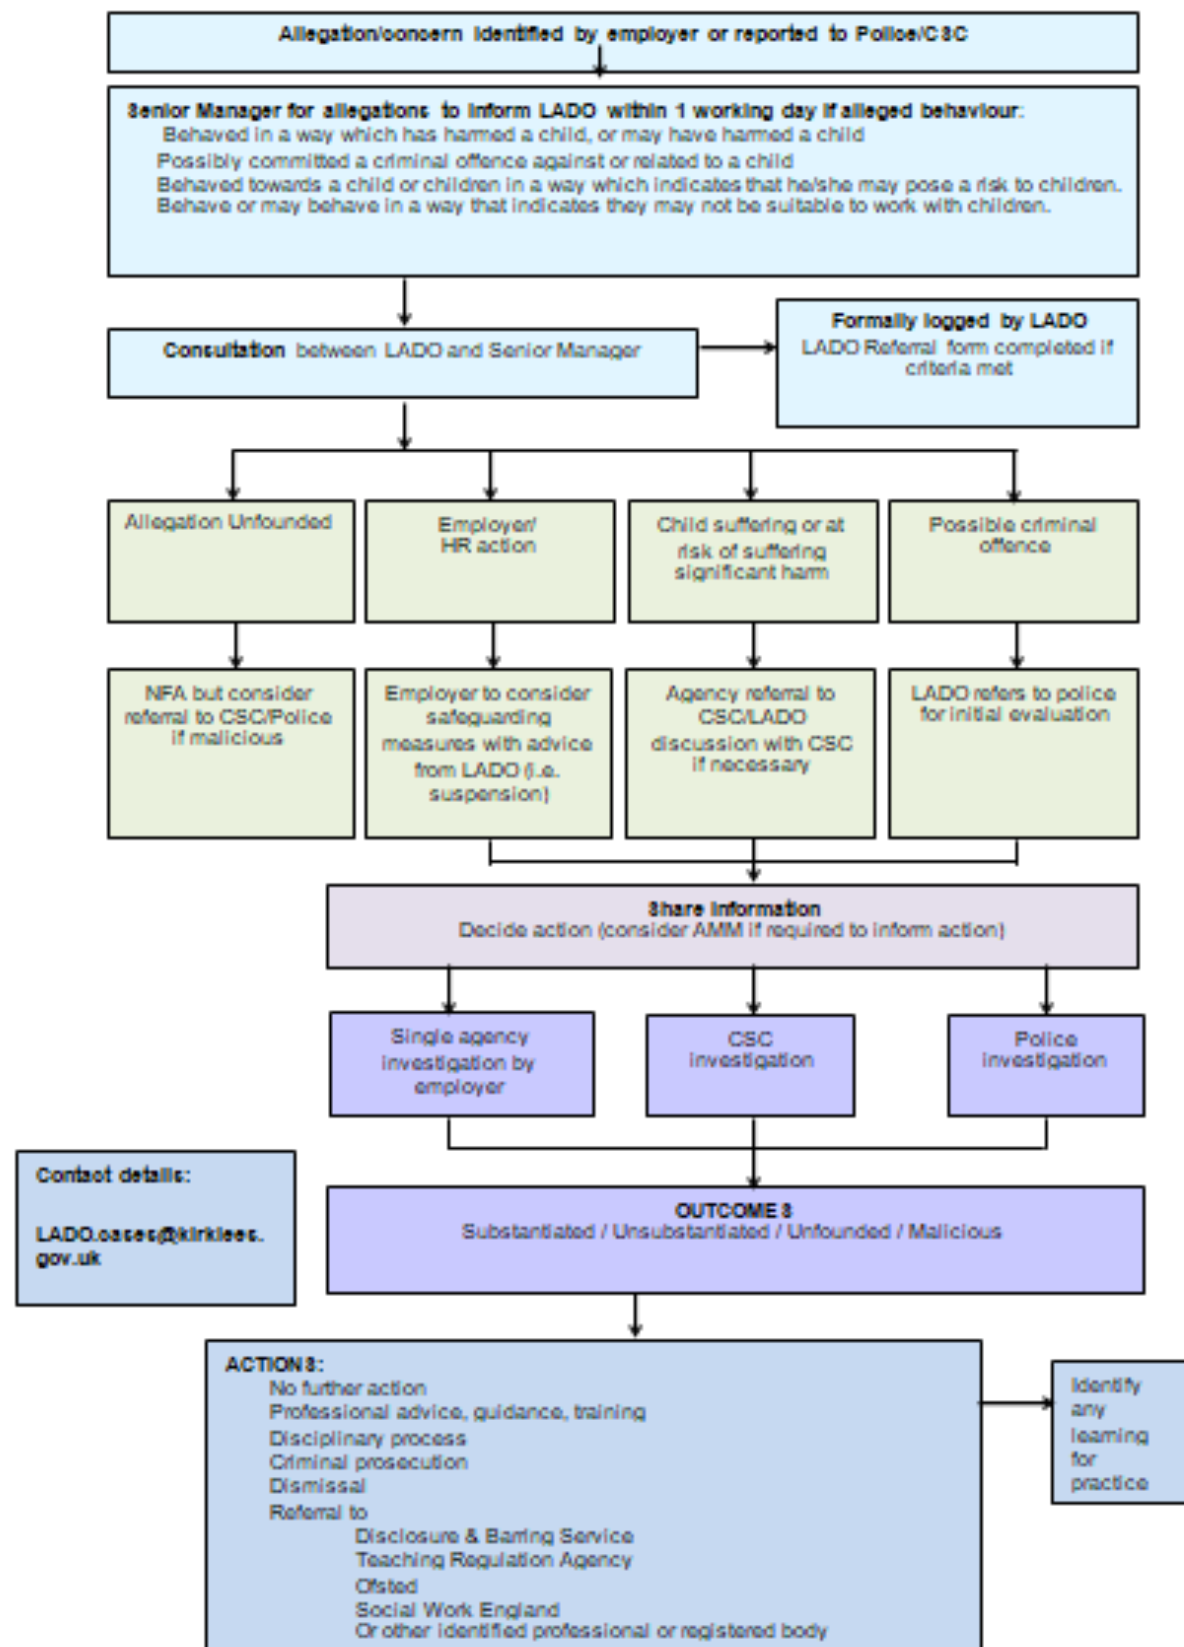 Allegation/concern identified by employer or reported to Police/CSC
Senior Manager for allegations to inform LADO within 1 working day if alleged behaviour:
Behaved in a way which has harmed a child, or may have harmed a child
Possibly committed a criminal offence against or related to a child
Behaved towards a child or children in a way which indicates that he/she may pose a risk to children.
Behave or may behave in a way that indicates they may not be suitable to work with children.
Consultation between LADO and Senior Manager
Formally logged by LADO
LADO Referral form completed if
criteria met
Allegation Unfounded
Employer/
HR action
Child suffering or at
risk of suffering
significant harm
Possible criminal
offence
NFA but consider
referral to CSC/Police
if malicious
Employer to consider
safeguarding
measures with advice
from LADO (i.e.
suspension)
Agency referral to
CSC/LADO
discussion with CSC
if necessary
LADO refers to police
for initial evaluation
Share Information
Decide action (consider AMM if required to inform action)
Single agency
investigation by
employer
CSC
investigation
Police
investigation
Contact details:
LADO.cases@kirklees.
gov.uk
OUTCOMES
Substantiated / Unsubstantiated / Unfounded / Malicious
ACTIONS:
No further action
Professional advice, guidance, training
Disciplinary process
Criminal prosecution
Dismissal
Referral to
Disclosure & Barring Service
Teaching Regulation Agency
Ofsted
Social Work England
Or other identified professional or registered body
Identify
any
learning
for
practice